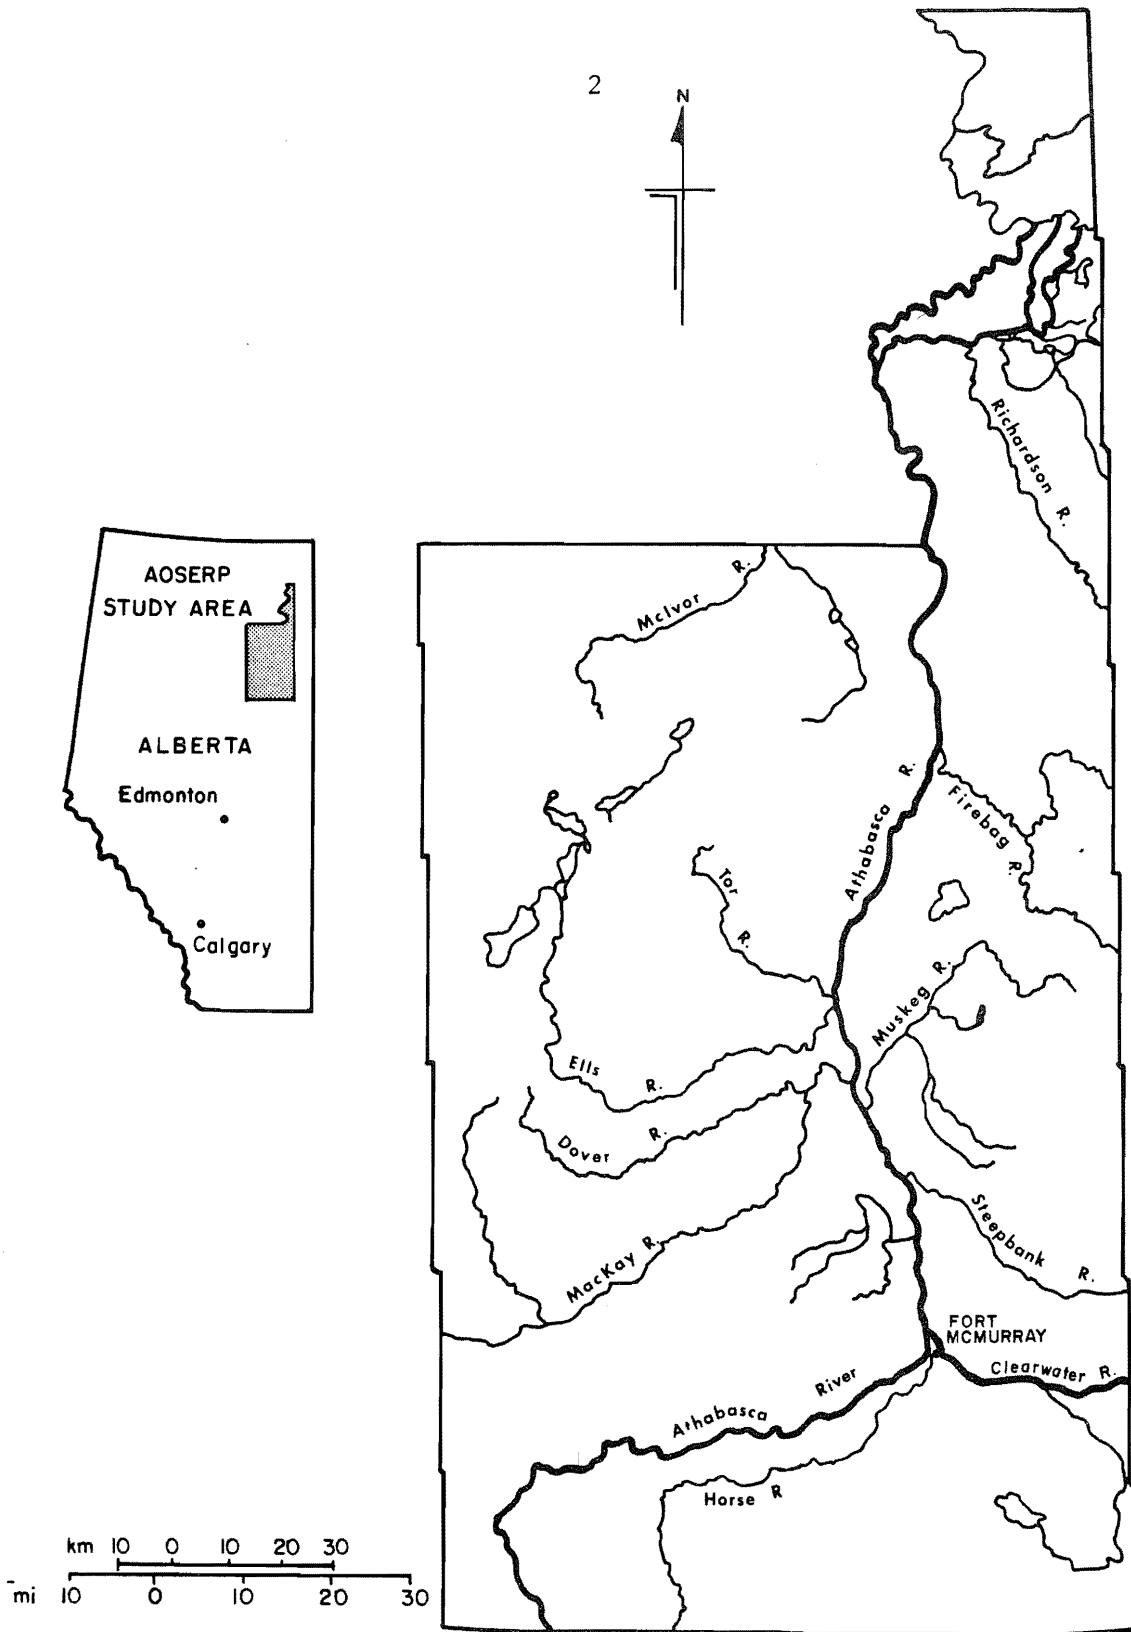 2
N
Richardson R.
AOSERP
STUDY AREA
McIvor R.
ALBERTA
Edmonton
Calgary
Athabasca R.
Firebag R.
Tor R.
Muskeg R.
Ells R.
Dover R.
MacKay R.
Steepbank R.
FORT
MCMURRAY
Clearwater R.
Athabasca River
Horse R
km 10 0 10 20 30
mi 10 0 10 20 30